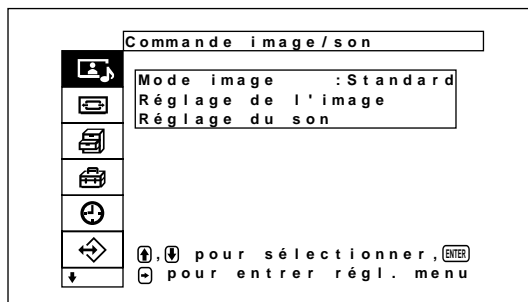 Commande image/son
Mode image :Standard
Réglage de l'image
Réglage du son
, pour sélectionner, ENTER
pour entrer régl. menu